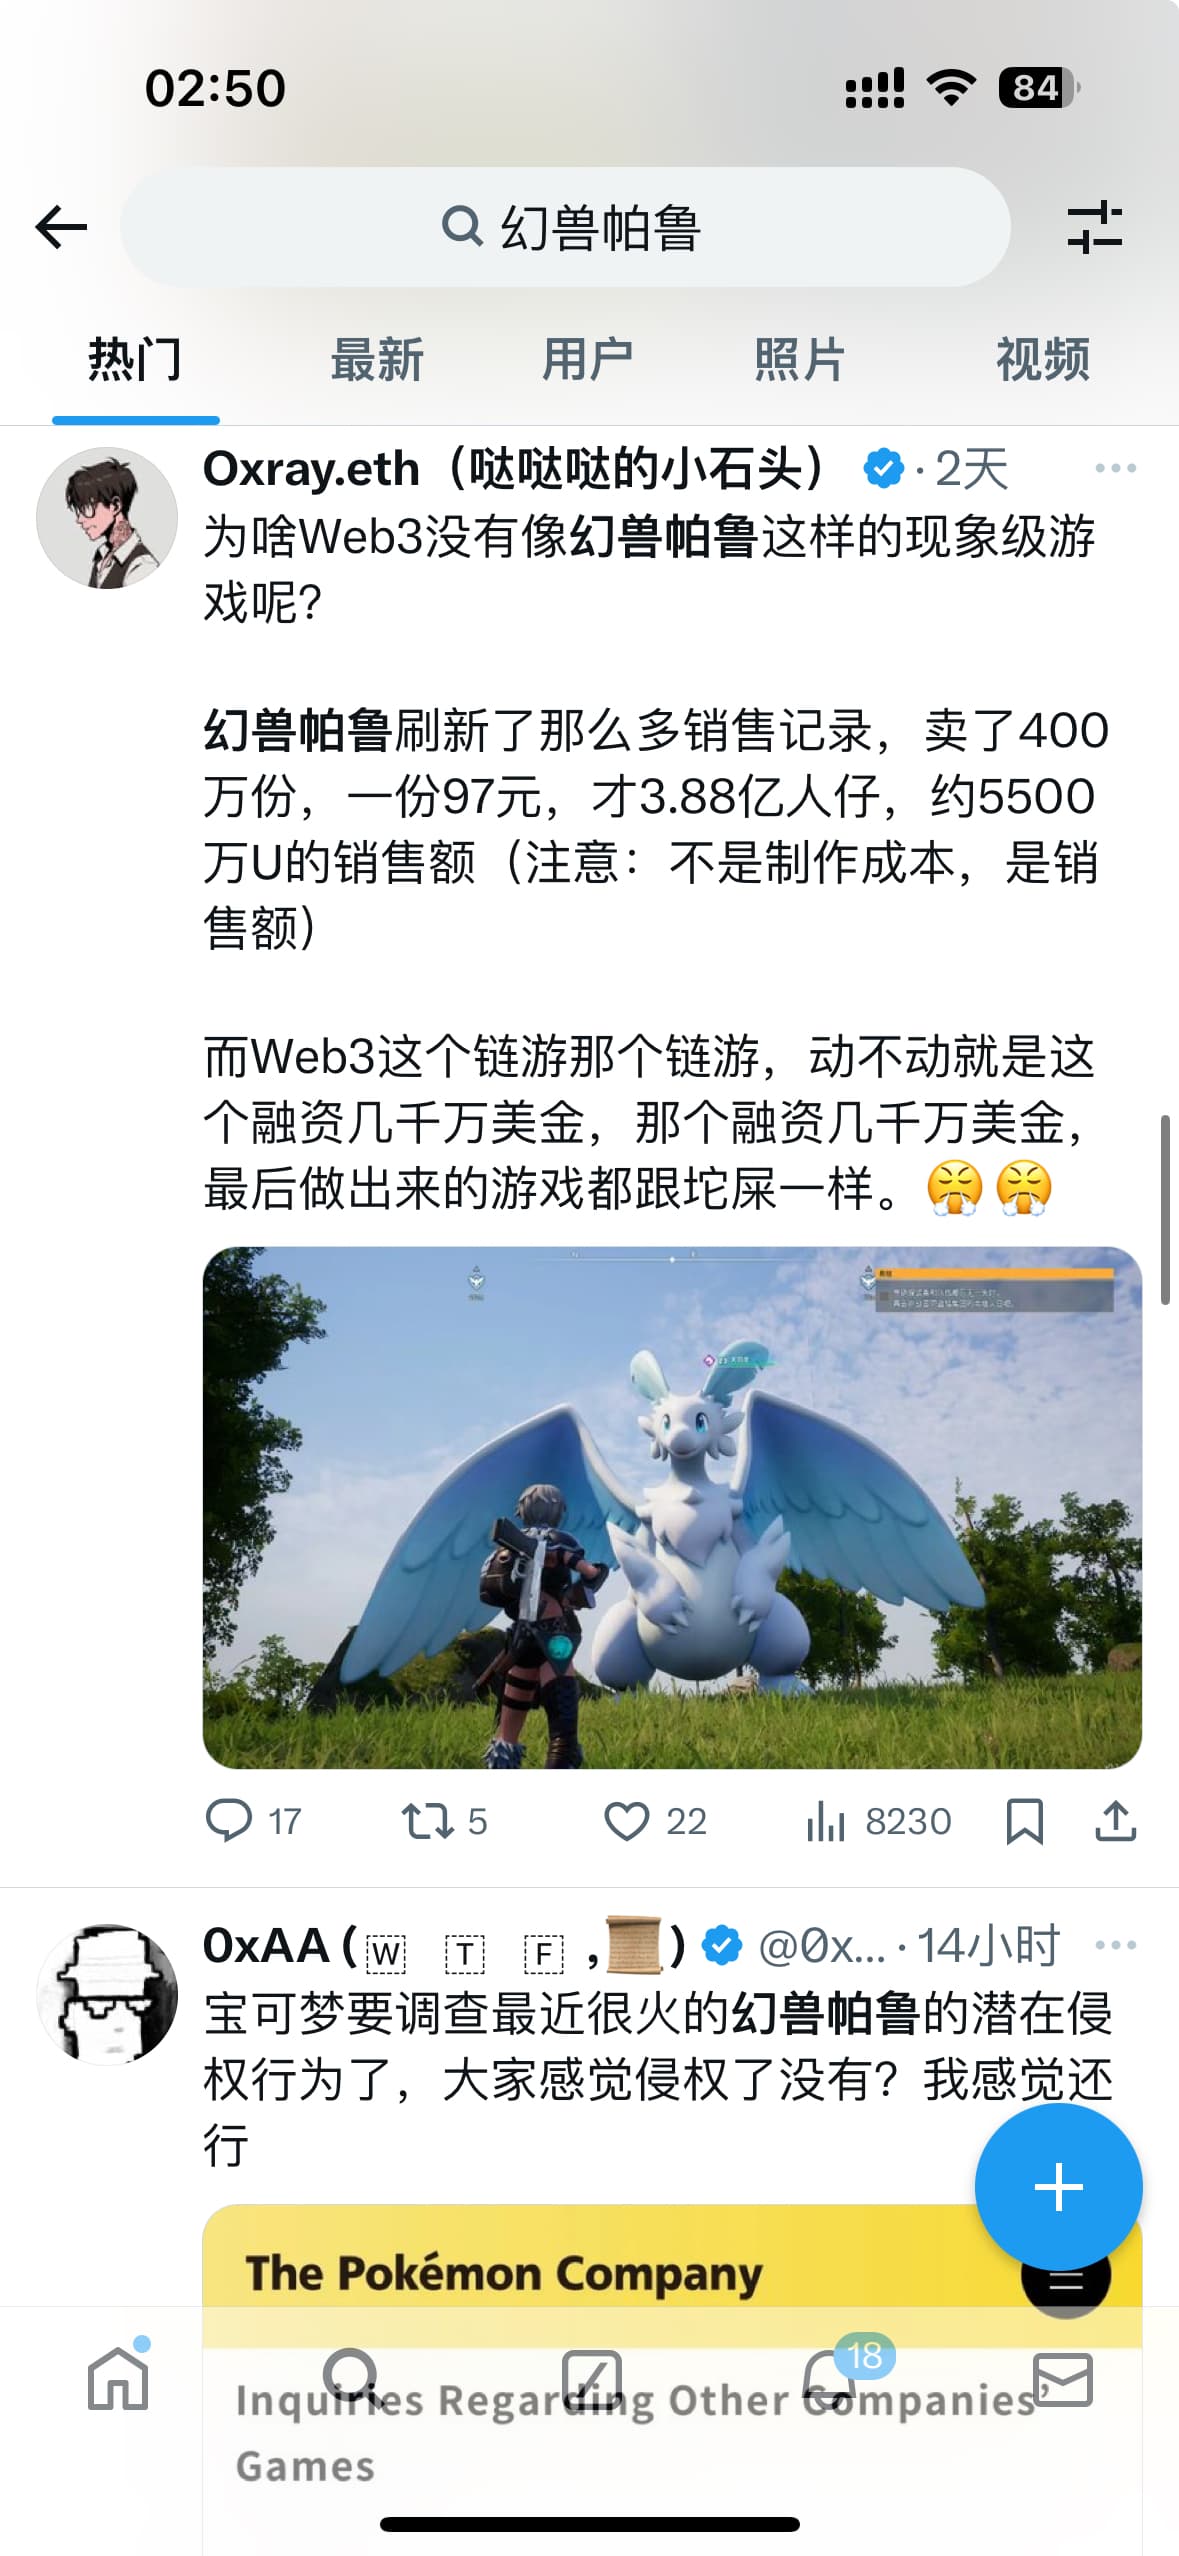 02:50
84
幻兽帕鲁
热门 最新 用户 照片 视频
Oxray.eth（哒哒哒的小石头） · 2天
为啥Web3没有像幻兽帕鲁这样的现象级游
戏呢？
幻兽帕鲁刷新了那么多销售记录，卖了400
万份，一份97元，才3.88亿人仔，约5500
万U的销售额（注意：不是制作成本，是销
售额）
而Web3这个链游那个链游，动不动就是这
个融资几千万美金，那个融资几千万美金，
最后做出来的游戏都跟坨屎一样。😤😤
17 5 22 8230
0xAA (🅆 🅃 🄵 ,📜) @0x... · 14小时
宝可梦要调查最近很火的幻兽帕鲁的潜在侵
权行为了，大家感觉侵权了没有？我感觉还
行
The Pokémon Company
18
Inquiries Regarding Other Companies’
Games